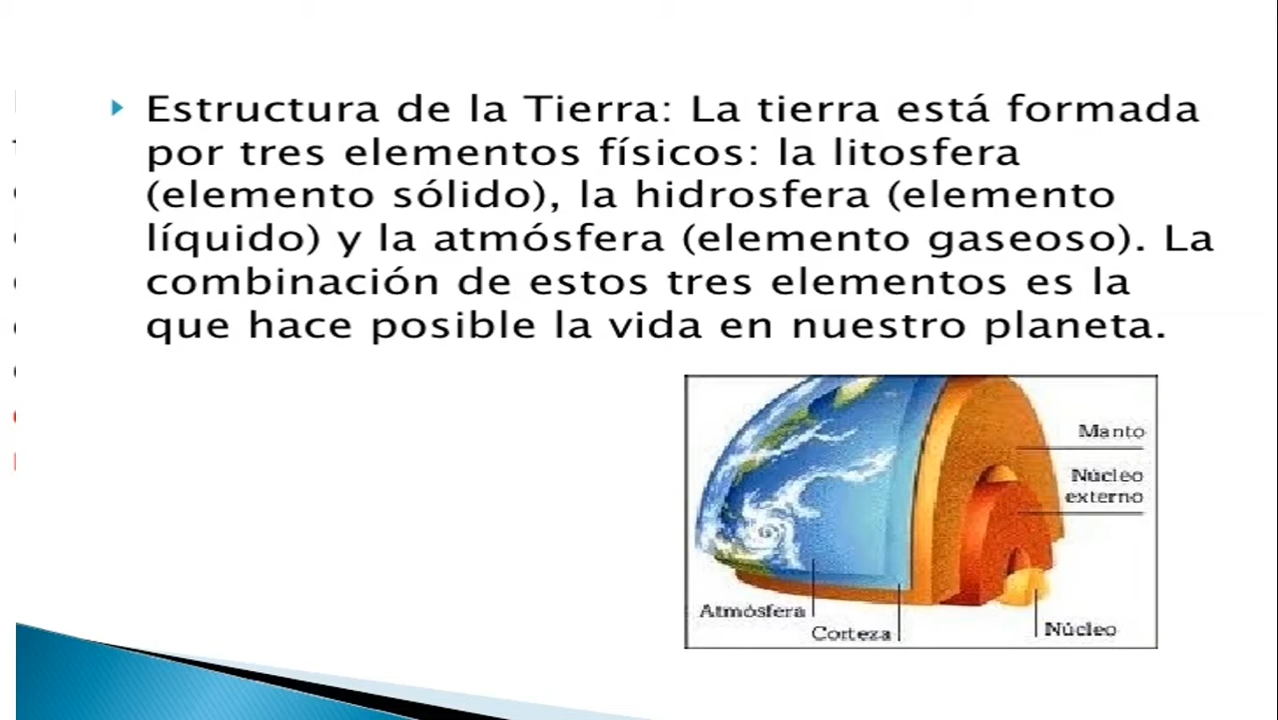 Estructura de la Tierra: La tierra está formada
por tres elementos físicos: la litosfera
(elemento sólido), la hidrosfera (elemento
líquido) y la atmósfera (elemento gaseoso). La
combinación de estos tres elementos es la
que hace posible la vida en nuestro planeta.
Manto
Núcleo
externo
Atmósfera
Corteza
Núcleo